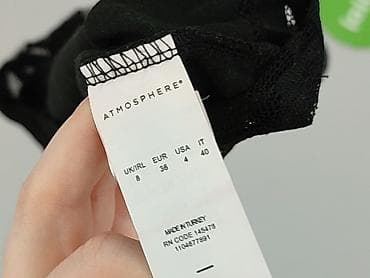 ATMOSPHERE®
UK/IRL EUR USA IT
8 36 4 40
MADE IN TURKEY
RN CODE 145478
1104877891